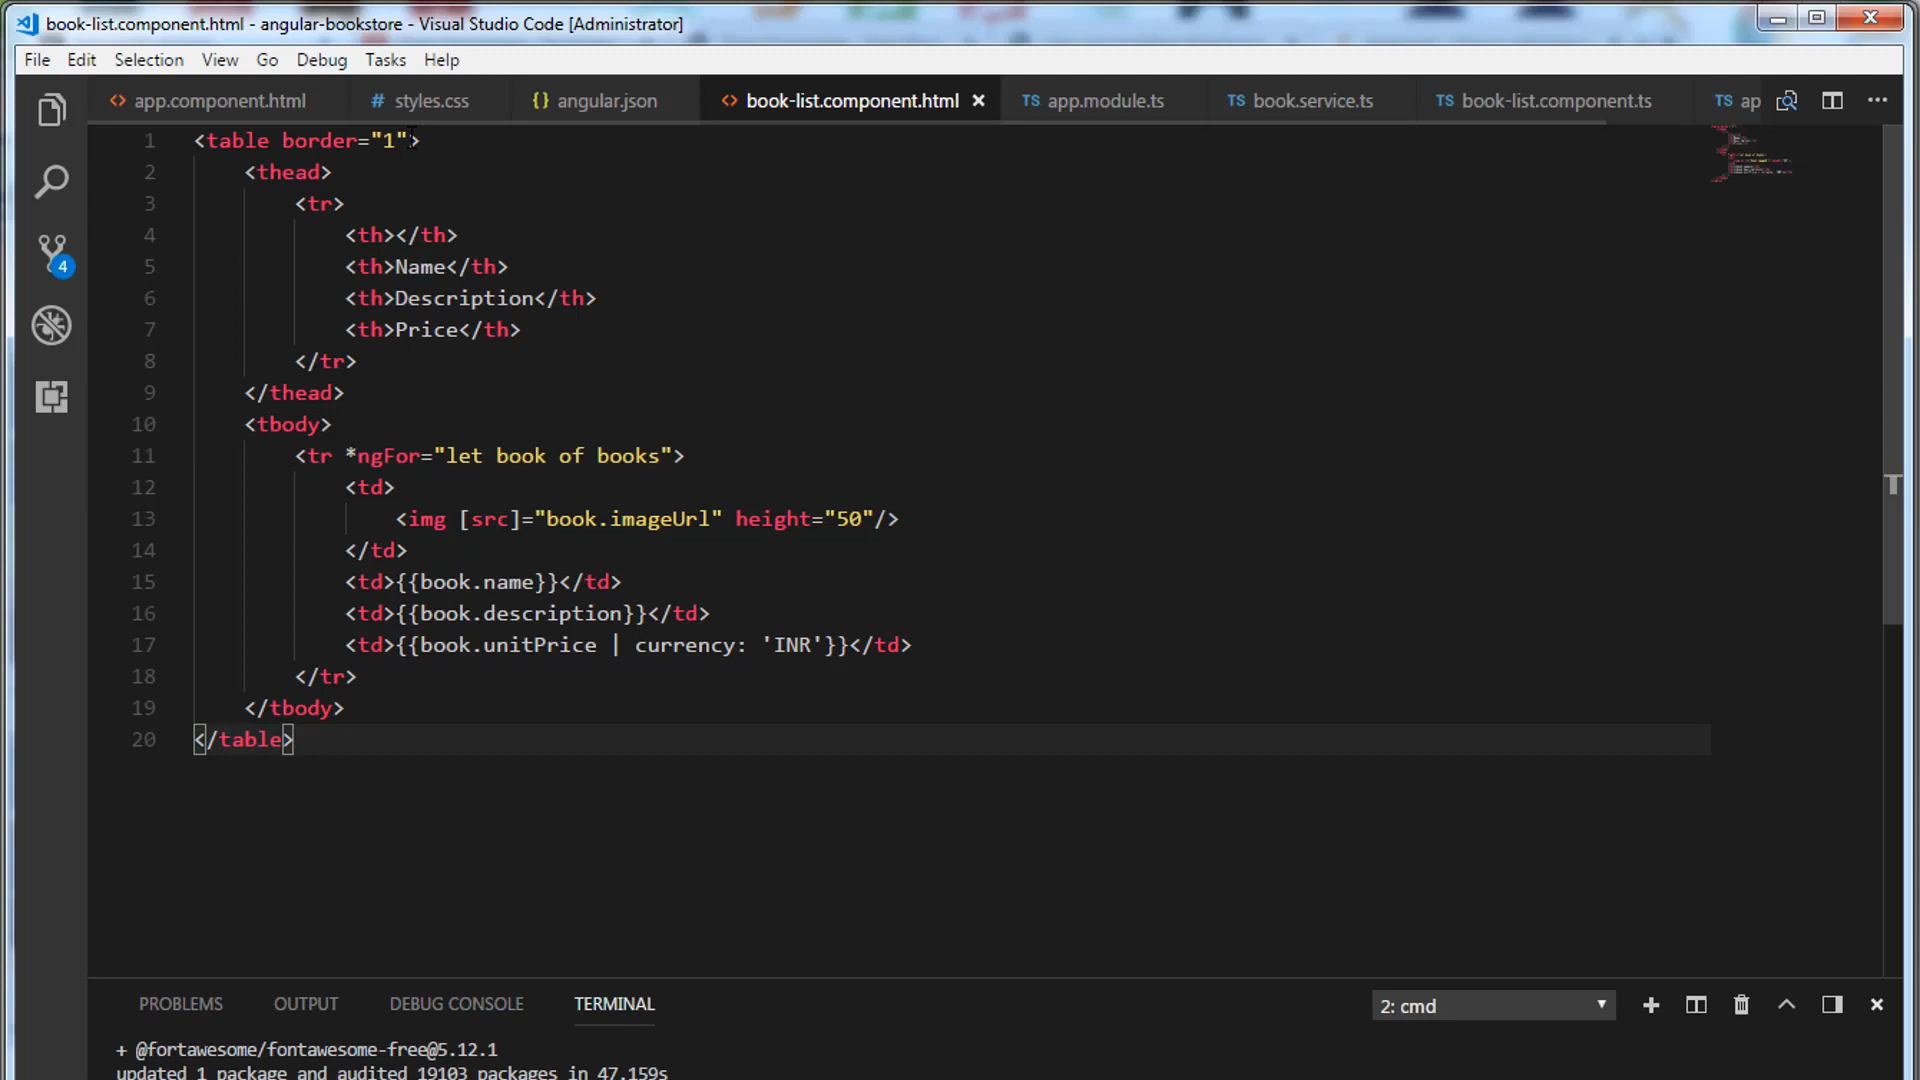 book-list.component.html - angular-bookstore - Visual Studio Code [Administrator]
File Edit Selection View Go Debug Tasks Help
<> app.component.html # styles.css {} angular.json <> book-list.component.html × TS app.module.ts TS book.service.ts TS book-list.component.ts TS ap
1 <table border="1">
2 <thead>
3 <tr>
4 <th></th>
5 <th>Name</th>
6 <th>Description</th>
7 <th>Price</th>
8 </tr>
9 </thead>
10 <tbody>
11 <tr *ngFor="let book of books">
12 <td>
13 <img [src]="book.imageUrl" height="50"/>
14 </td>
15 <td>{{book.name}}</td>
16 <td>{{book.description}}</td>
17 <td>{{book.unitPrice | currency: 'INR'}}</td>
18 </tr>
19 </tbody>
20 </table>
4
PROBLEMS OUTPUT DEBUG CONSOLE TERMINAL 2: cmd
+ @fortawesome/fontawesome-free@5.12.1
updated 1 package and audited 19103 packages in 47.159s